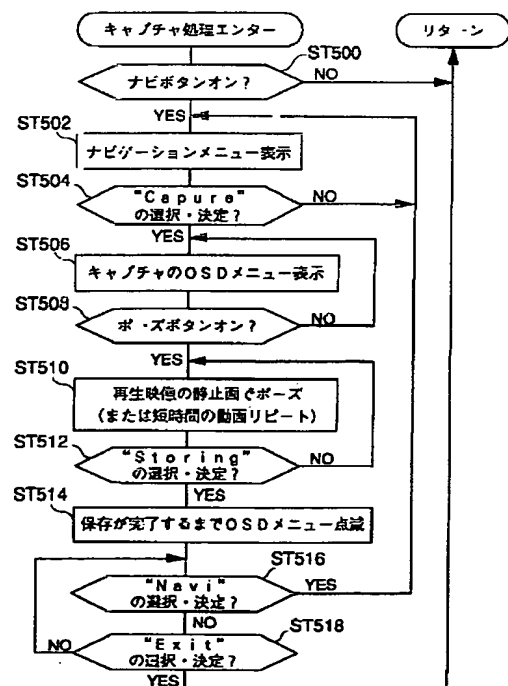 キャプチャ処理エンター
リターン
ST500
ナビボタンオン?
NO
YES
ST502
ナビゲーションメニュー表示
ST504
"Capure"
の選択・決定?
NO
YES
ST506
キャプチャのOSDメニュー表示
ST508
ポーズボタンオン?
NO
YES
ST510
再生映像の静止画でポーズ
(または短時間の動画リピート)
ST512
"Storing"
の選択・決定?
NO
YES
ST514
保存が完了するまでOSDメニュー点滅
ST516
"Navi"
の選択・決定?
YES
NO
ST518
"Exit"
の選択・決定?
NO
YES